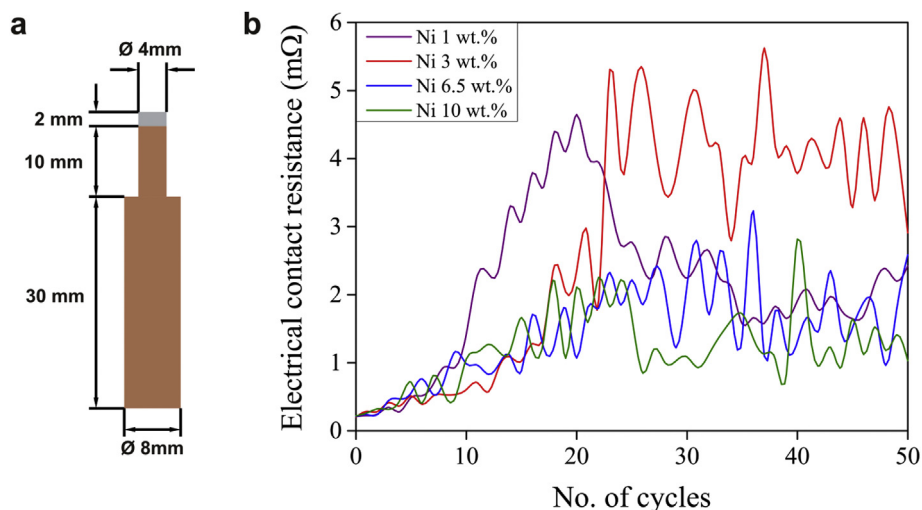 a
Ø 4mm
2 mm
10 mm
30 mm
Ø 8mm
b
Electrical contact resistance (mΩ)
6
5
4
3
2
1
0
Ni 1 wt.%
Ni 3 wt.%
Ni 6.5 wt.%
Ni 10 wt.%
0 10 20 30 40 50
No. of cycles